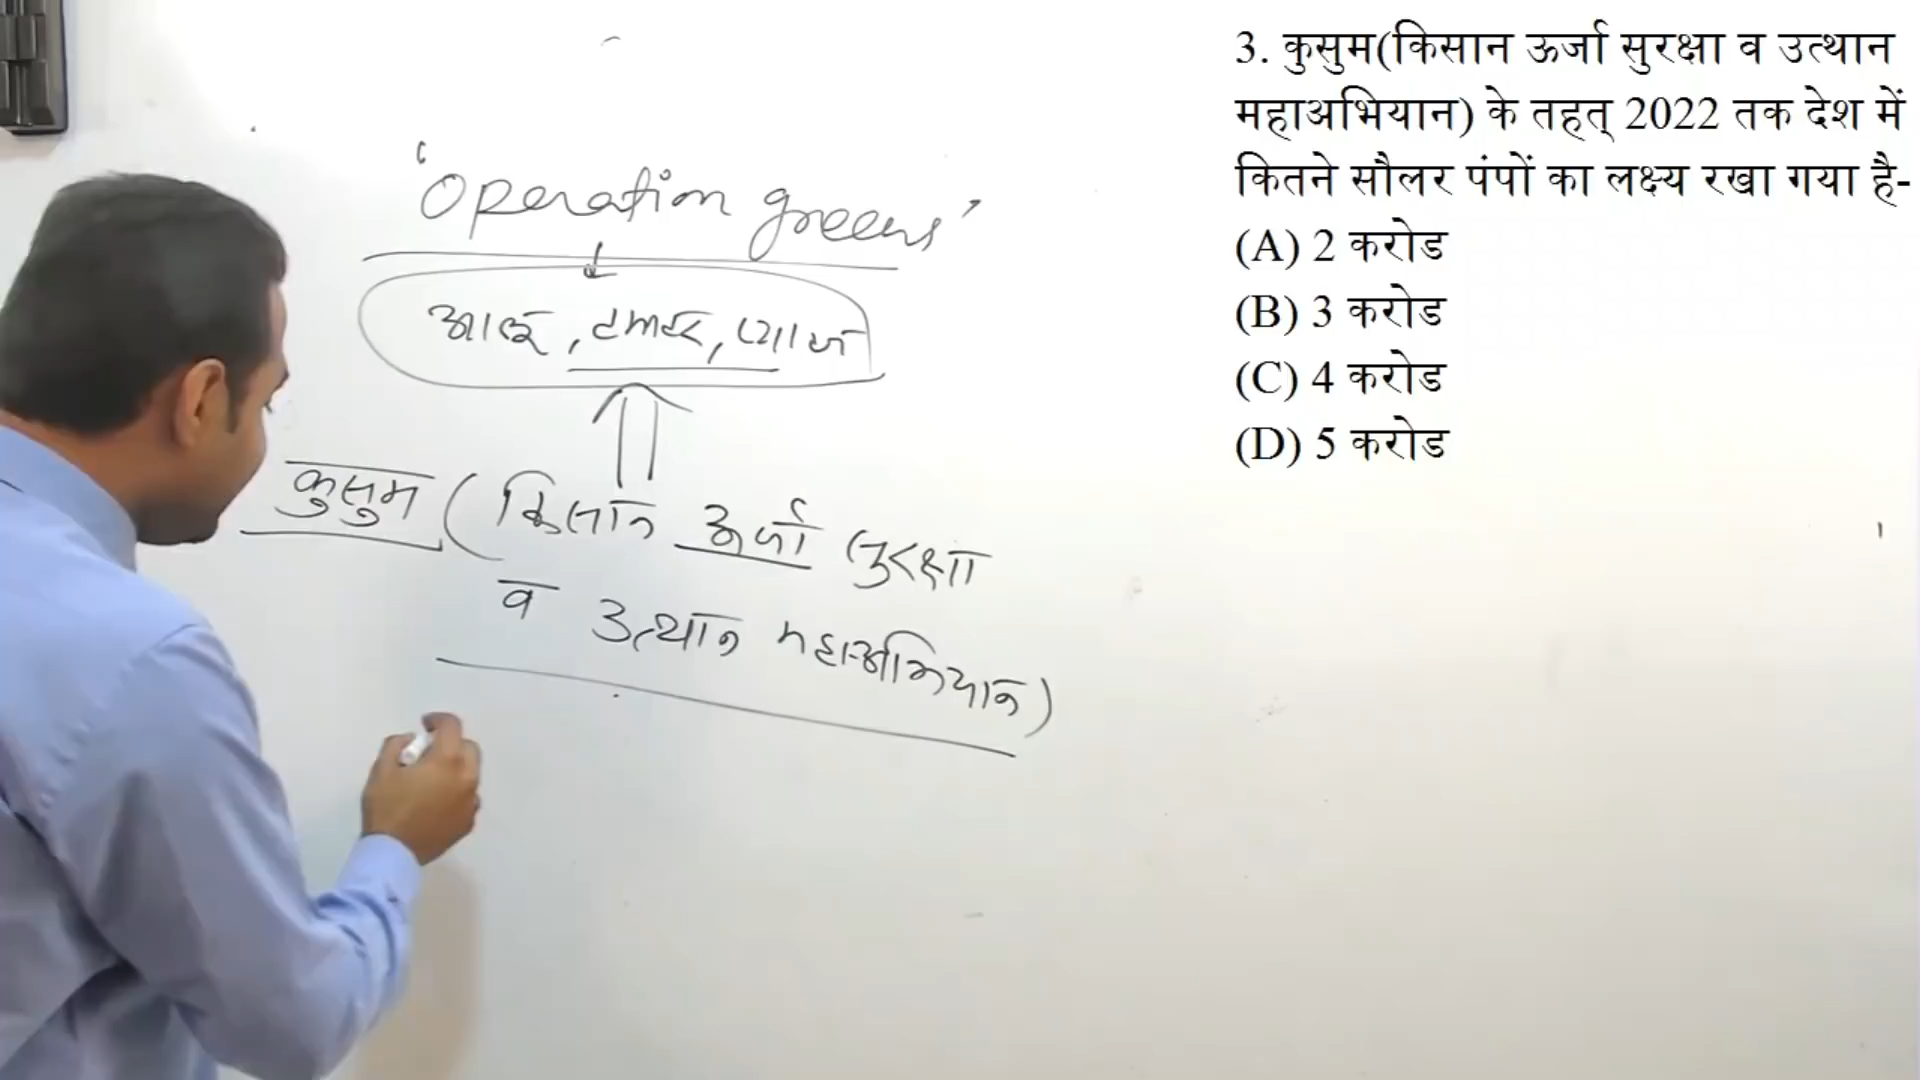 'Operation greens'
आलू, टमाटर, प्याज
कुसुम (किसान ऊर्जा सुरक्षा
व उत्थान महाअभियान)
3. कुसुम(किसान ऊर्जा सुरक्षा व उत्थान
महाअभियान) के तहत् 2022 तक देश में
कितने सौलर पंपों का लक्ष्य रखा गया है-
(A) 2 करोड
(B) 3 करोड
(C) 4 करोड
(D) 5 करोड